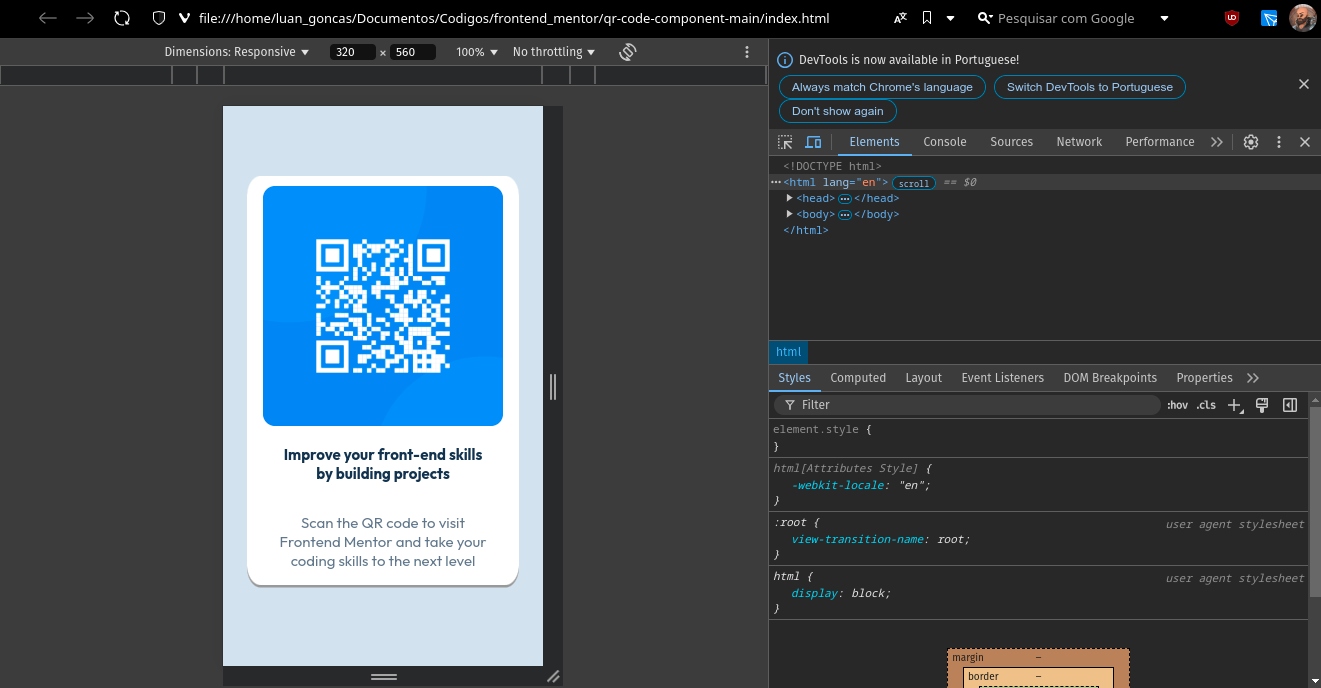 file:///home/luan_goncas/Documentos/Codigos/frontend_mentor/qr-code-component-main/index.html
Pesquisar com Google
Dimensions: Responsive 320 × 560 100% No throttling
DevTools is now available in Portuguese!
Always match Chrome's language Switch DevTools to Portuguese
Don't show again
Elements Console Sources Network Performance
<!DOCTYPE html>
<html lang="en"> scroll == $0
<head> ... </head>
<body> ... </body>
</html>
html
Styles Computed Layout Event Listeners DOM Breakpoints Properties
Filter :hov .cls
element.style {
}
html[Attributes Style] {
-webkit-locale: "en";
}
:root { user agent stylesheet
view-transition-name: root;
}
html { user agent stylesheet
display: block;
}
margin –
border –
Improve your front-end skills
by building projects
Scan the QR code to visit
Frontend Mentor and take your
coding skills to the next level